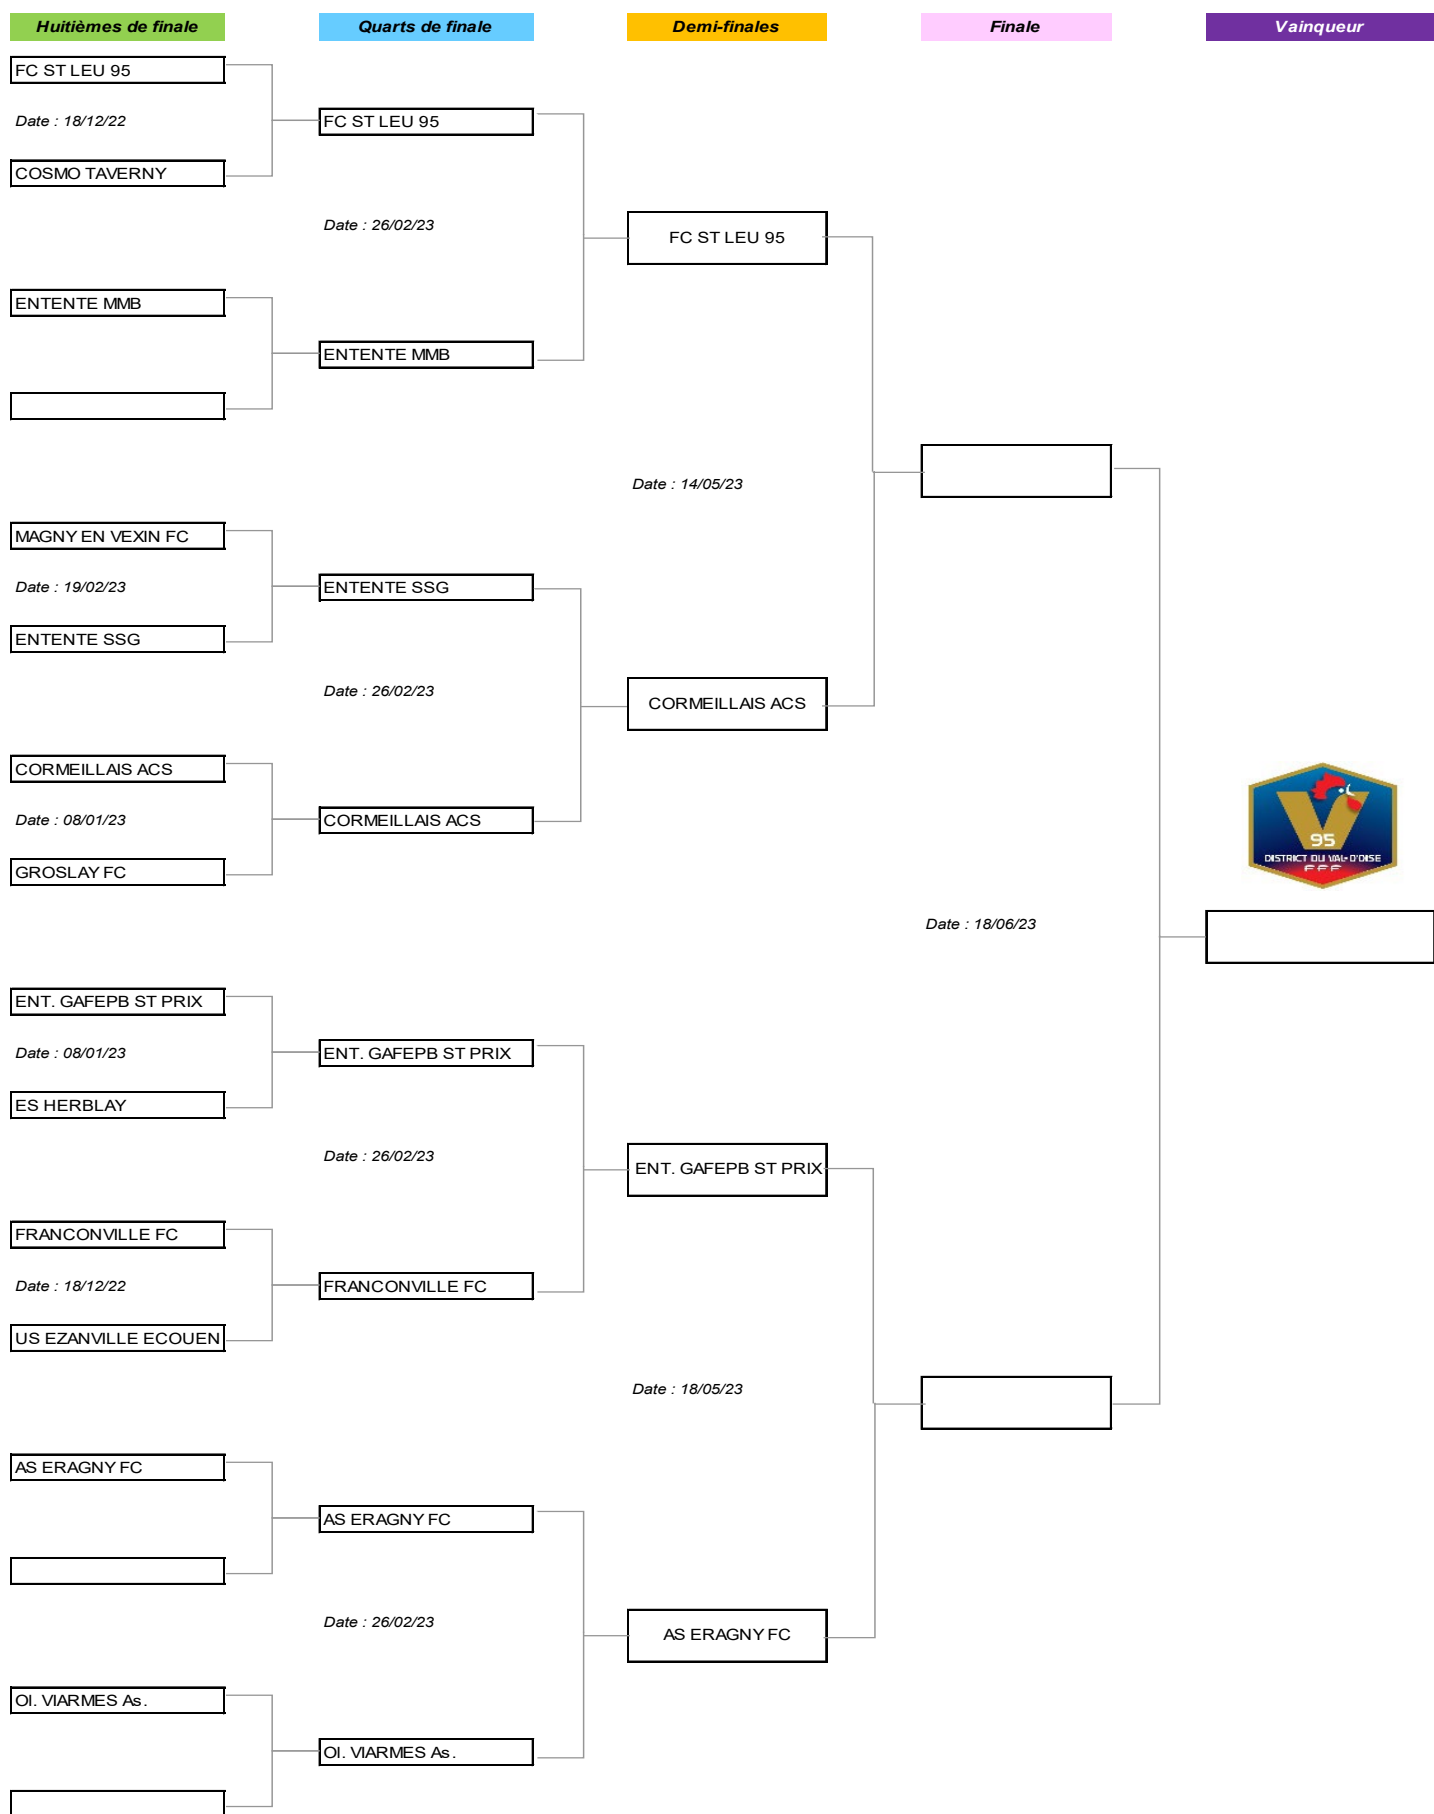 Huitièmes de finale
Quarts de finale
Demi-finales
Finale
Vainqueur
FC ST LEU 95
Date : 18/12/22
FC ST LEU 95
COSMO TAVERNY
Date : 26/02/23
FC ST LEU 95
ENTENTE MMB
ENTENTE MMB
Date : 14/05/23
MAGNY EN VEXIN FC
Date : 19/02/23
ENTENTE SSG
ENTENTE SSG
Date : 26/02/23
CORMEILLAIS ACS
CORMEILLAIS ACS
Date : 08/01/23
CORMEILLAIS ACS
GROSLAY FC
V
95
DISTRICT DU VAL-D'OISE
FFF
Date : 18/06/23
ENT. GAFEPB ST PRIX
Date : 08/01/23
ENT. GAFEPB ST PRIX
ES HERBLAY
Date : 26/02/23
ENT. GAFEPB ST PRIX
FRANCONVILLE FC
Date : 18/12/22
FRANCONVILLE FC
US EZANVILLE ECOUEN
Date : 18/05/23
AS ERAGNY FC
AS ERAGNY FC
Date : 26/02/23
AS ERAGNY FC
Ol. VIARMES As.
Ol. VIARMES As.